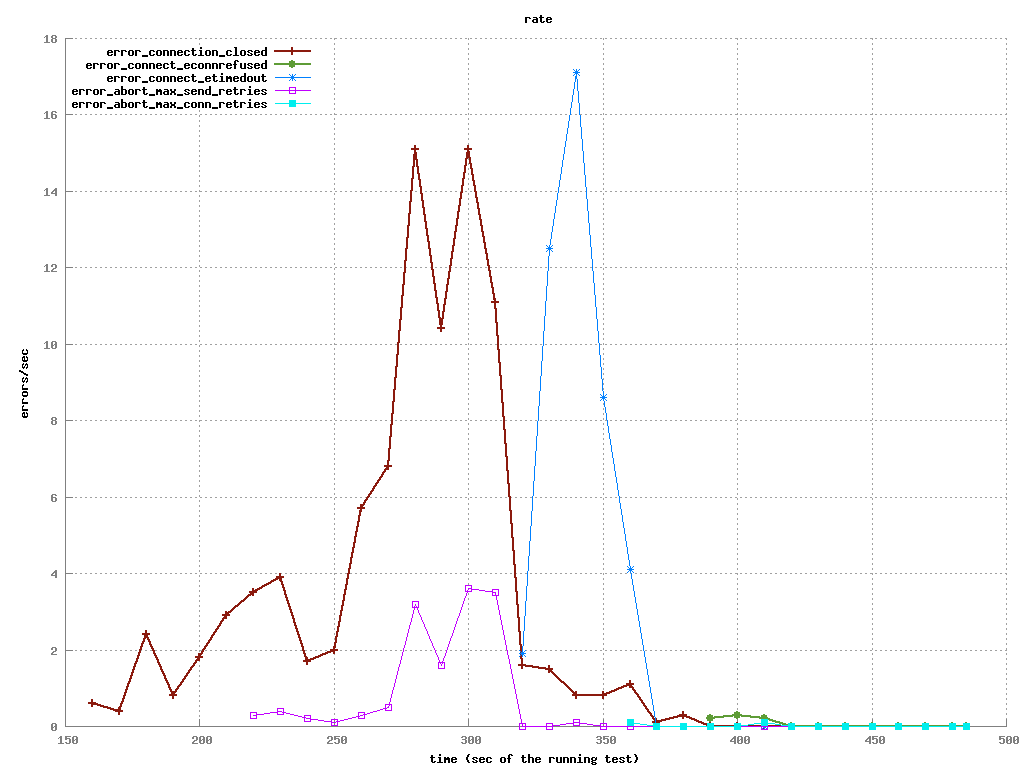 rate
error_connection_closed
error_connect_econnrefused
error_connect_etimedout
error_abort_max_send_retries
error_abort_max_conn_retries
18
16
14
12
10
8
6
4
2
0
errors/sec
150 200 250 300 350 400 450 500
time (sec of the running test)